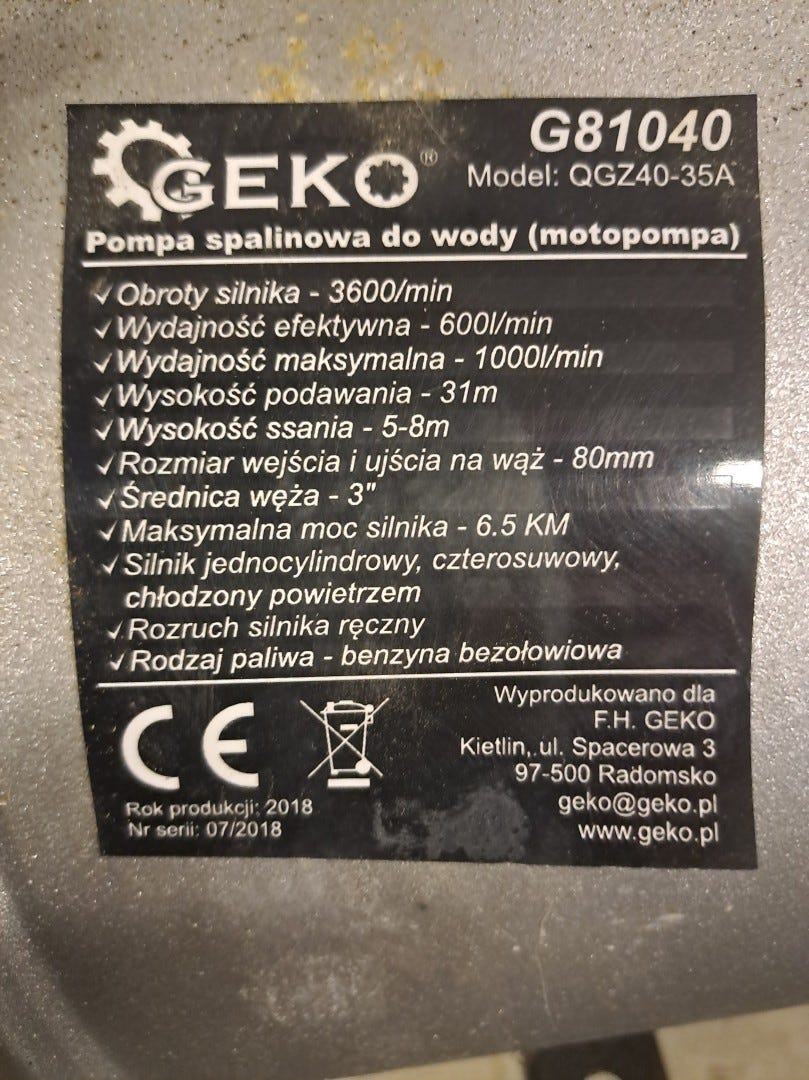 GEKO®
G81040
Model: QGZ40-35A
Pompa spalinowa do wody (motopompa)
✓ Obroty silnika - 3600/min
✓ Wydajność efektywna - 600l/min
✓ Wydajność maksymalna - 1000l/min
✓ Wysokość podawania - 31m
✓ Wysokość ssania - 5-8m
✓ Rozmiar wejścia i ujścia na wąż - 80mm
✓ Średnica węża - 3"
✓ Maksymalna moc silnika - 6.5 KM
✓ Silnik jednocylindrowy, czterosuwowy,
chłodzony powietrzem
✓ Rozruch silnika ręczny
✓ Rodzaj paliwa - benzyna bezołowiowa
CE
Rok produkcji: 2018
Nr serii: 07/2018
Wyprodukowano dla
F.H. GEKO
Kietlin, ul. Spacerowa 3
97-500 Radomsko
geko@geko.pl
www.geko.pl